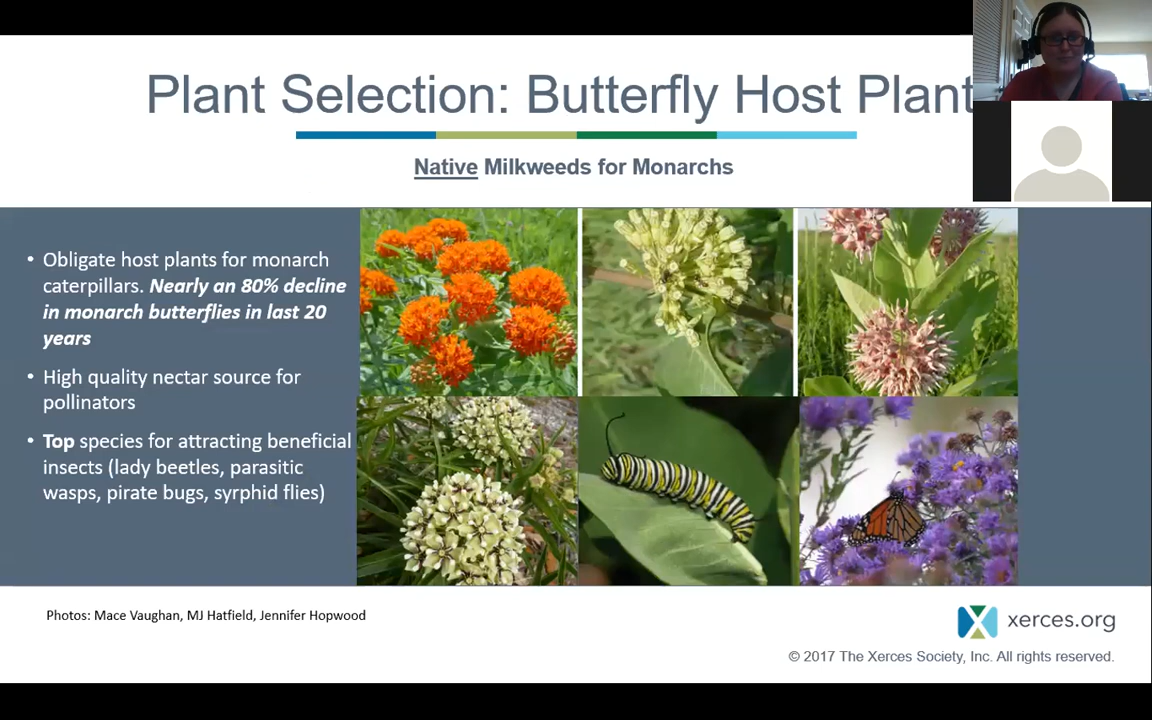 Plant Selection: Butterfly Host Plant
Native Milkweeds for Monarchs
• Obligate host plants for monarch
caterpillars. Nearly an 80% decline
in monarch butterflies in last 20
years
• High quality nectar source for
pollinators
• Top species for attracting beneficial
insects (lady beetles, parasitic
wasps, pirate bugs, syrphid flies)
Photos: Mace Vaughan, MJ Hatfield, Jennifer Hopwood
xerces.org
© 2017 The Xerces Society, Inc. All rights reserved.